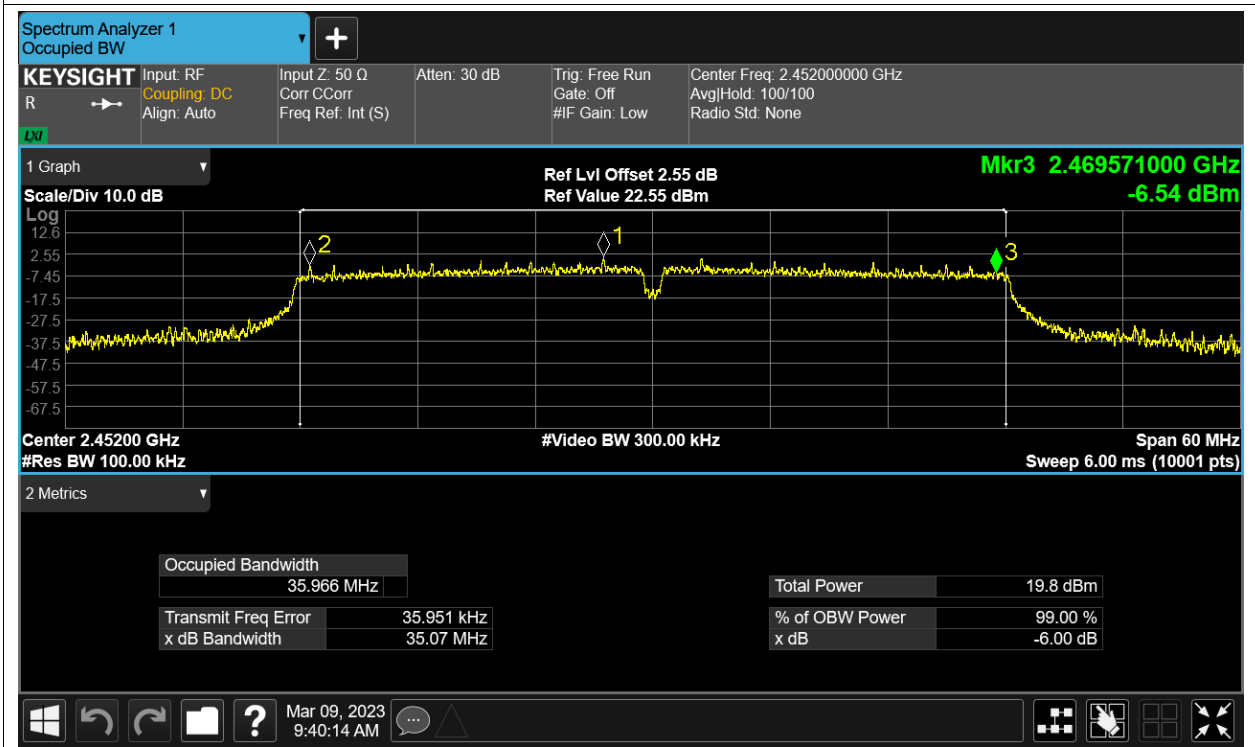 Spectrum Analyzer 1
Occupied BW
KEYSIGHT
R
LXI
Input: RF
Coupling: DC
Align: Auto
Input Z: 50 Ω
Corr CCorr
Freq Ref: Int (S)
Atten: 30 dB
Trig: Free Run
Gate: Off
#IF Gain: Low
Center Freq: 2.452000000 GHz
Avg|Hold: 100/100
Radio Std: None
1 Graph
Scale/Div 10.0 dB
Ref Lvl Offset 2.55 dB
Ref Value 22.55 dBm
Mkr3 2.469571000 GHz
-6.54 dBm
Log
12.6
2.55
-7.45
-17.5
-27.5
-37.5
-47.5
-57.5
-67.5
2
1
3
Center 2.45200 GHz
#Video BW 300.00 kHz
Span 60 MHz
#Res BW 100.00 kHz
Sweep 6.00 ms (10001 pts)
2 Metrics
Occupied Bandwidth
35.966 MHz
Total Power 19.8 dBm
Transmit Freq Error 35.951 kHz
% of OBW Power 99.00 %
x dB Bandwidth 35.07 MHz
x dB -6.00 dB
?
Mar 09, 2023
9:40:14 AM